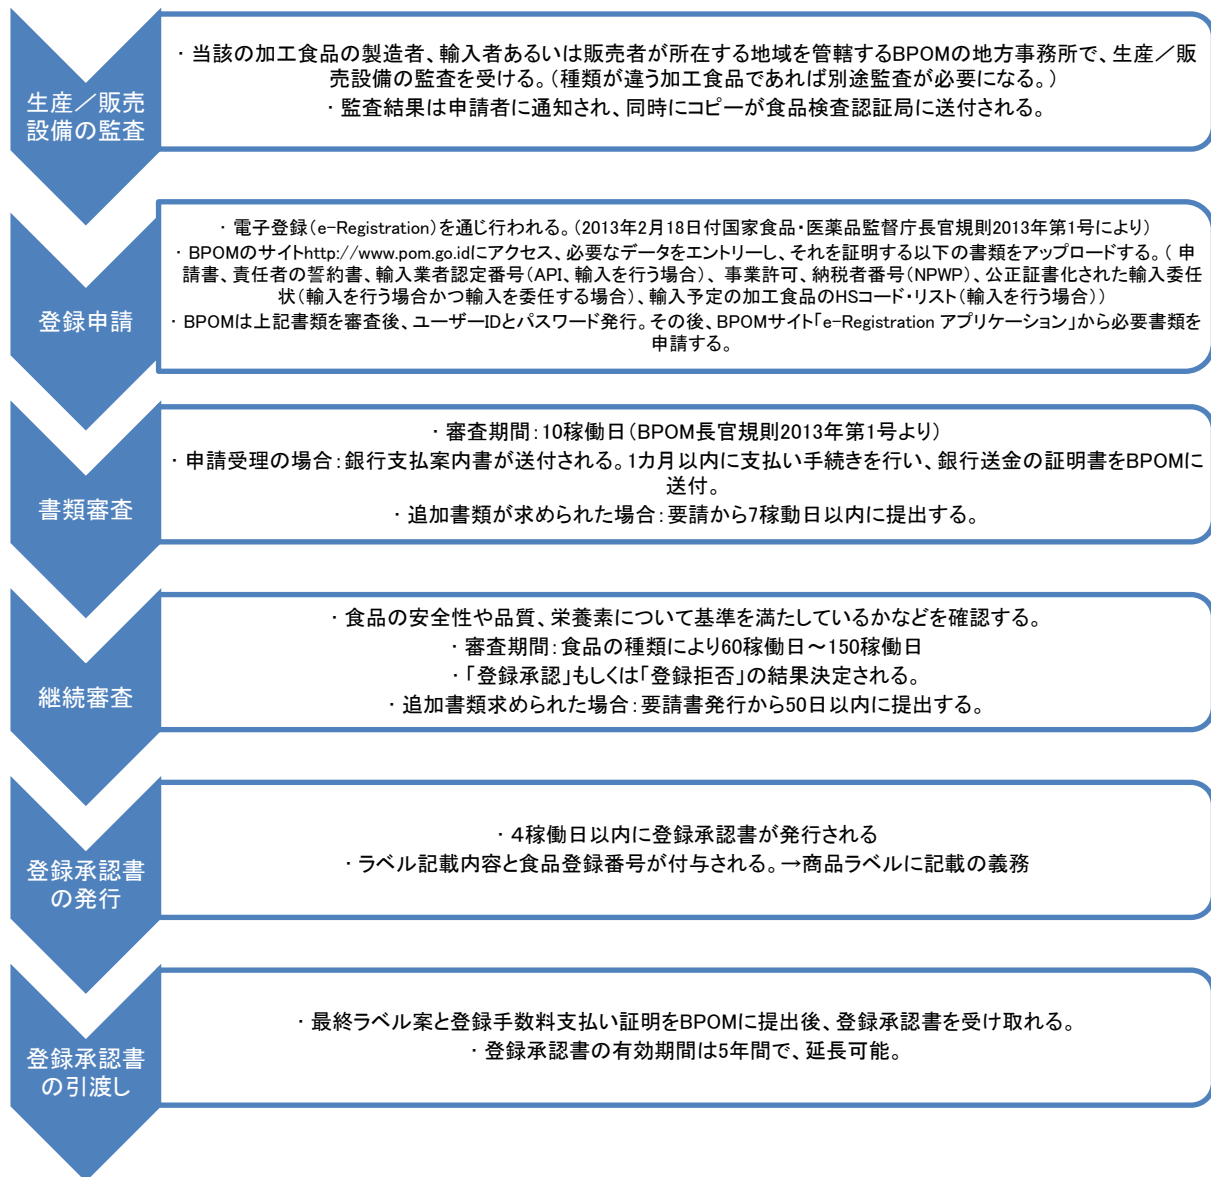 生産／販売
設備の監査
・当該の加工食品の製造者、輸入者あるいは販売者が所在する地域を管轄するBPOMの地方事務所で、生産／販
売設備の監査を受ける。（種類が違う加工食品であれば別途監査が必要になる。）
・監査結果は申請者に通知され、同時にコピーが食品検査認証局に送付される。
登録申請
・電子登録（e-Registration）を通じ行われる。（2013年2月18日付国家食品・医薬品監督庁長官規則2013年第1号により）
・BPOMのサイトhttp://www.pom.go.idにアクセス、必要なデータをエントリーし、それを証明する以下の書類をアップロードする。（ 申
請書、責任者の誓約書、輸入業者認定番号（API、輸入を行う場合）、事業許可、納税者番号（NPWP）、公正証書化された輸入委任
状（輸入を行う場合かつ輸入を委任する場合）、輸入予定の加工食品のHSコード・リスト（輸入を行う場合））
・BPOMは上記書類を審査後、ユーザーIDとパスワード発行。その後、BPOMサイト「e-Registration アプリケーション」から必要書類を
申請する。
書類審査
・審査期間：10稼働日（BPOM長官規則2013年第1号より）
・申請受理の場合：銀行支払案内書が送付される。1カ月以内に支払い手続きを行い、銀行送金の証明書をBPOMに
送付。
・追加書類が求められた場合：要請から7稼働日以内に提出する。
継続審査
・食品の安全性や品質、栄養素について基準を満たしているかなどを確認する。
・審査期間：食品の種類により60稼働日～150稼働日
・「登録承認」もしくは「登録拒否」の結果決定される。
・追加書類求められた場合：要請書発行から50日以内に提出する。
登録承認書
の発行
・４稼働日以内に登録承認書が発行される
・ラベル記載内容と食品登録番号が付与される。→商品ラベルに記載の義務
登録承認書
の引渡し
・最終ラベル案と登録手数料支払い証明をBPOMに提出後、登録承認書を受け取れる。
・登録承認書の有効期間は5年間で、延長可能。